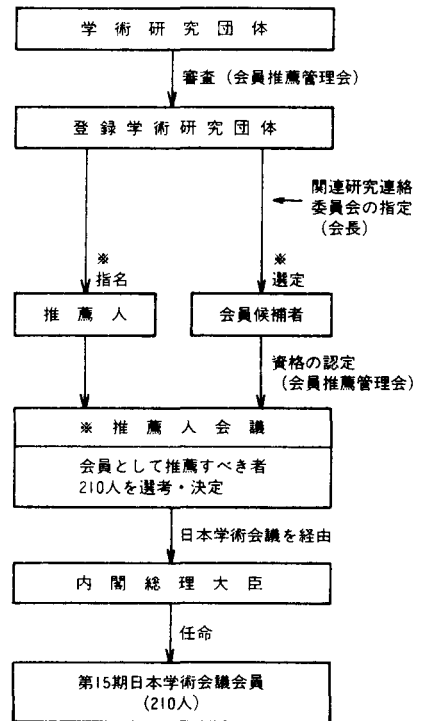 学術研究団体
審査（会員推薦管理会）
登録学術研究団体
関連研究連絡
委員会の指定
（会長）
※
指名
※
選定
推薦人
会員候補者
資格の認定
（会員推薦管理会）
※推薦人会議
会員として推薦すべき者
210人を選考・決定
日本学術会議を経由
内閣総理大臣
任命
第15期日本学術会議会員
(210人)